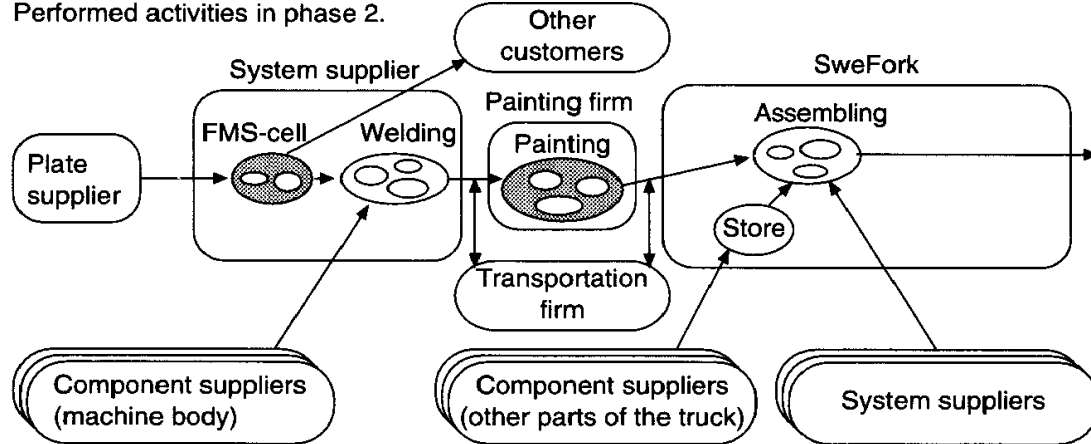 Performed activities in phase 2.
Other
customers
System supplier
SweFork
Painting firm
FMS-cell
Welding
Painting
Assembling
Plate
supplier
Store
Transportation
firm
Component suppliers
(machine body)
Component suppliers
(other parts of the truck)
System suppliers